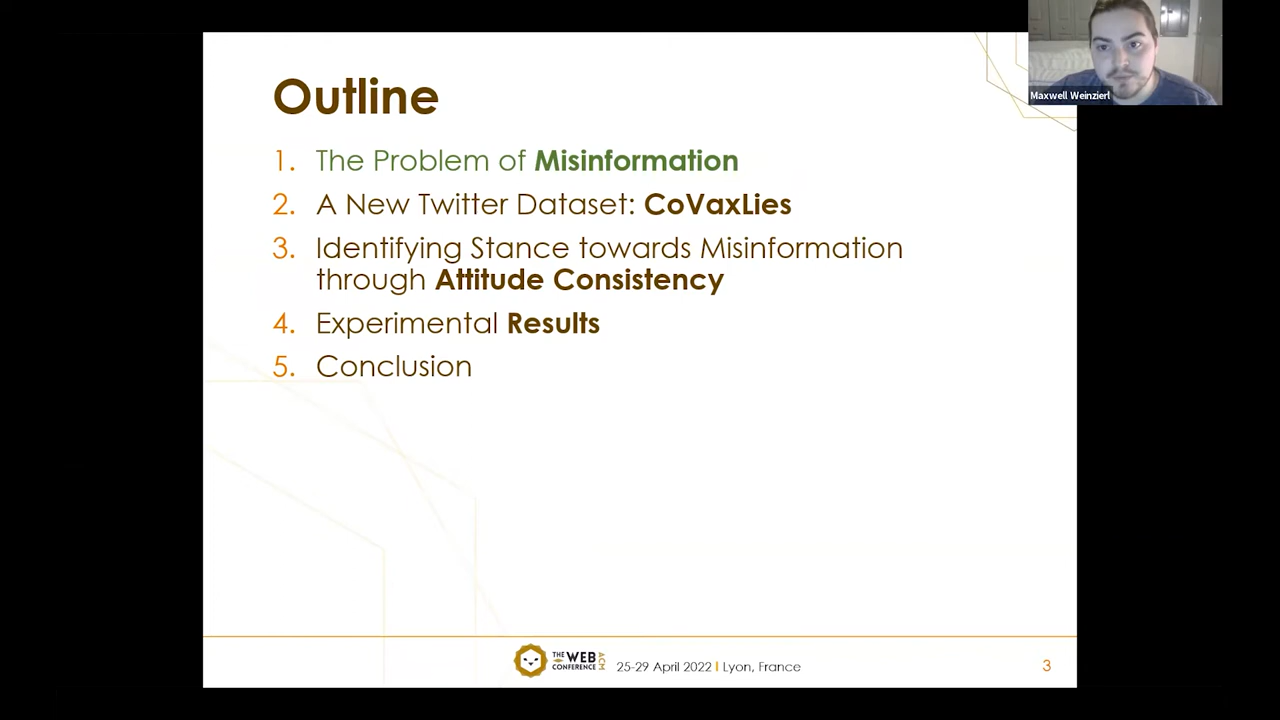 Maxwell Weinzierl
Outline
1. The Problem of Misinformation
2. A New Twitter Dataset: CoVaxLies
3. Identifying Stance towards Misinformation
through Attitude Consistency
4. Experimental Results
5. Conclusion
THE WEB CONFERENCE ACM
25-29 April 2022 I Lyon, France
3